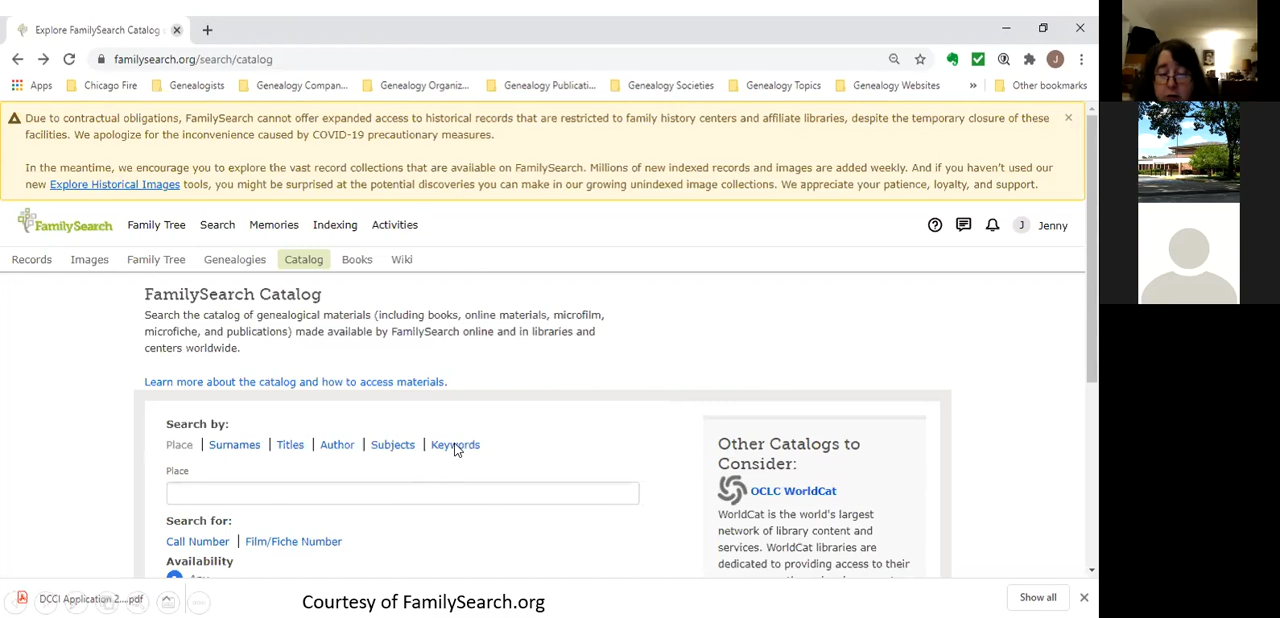 Explore FamilySearch Catalog
familysearch.org/search/catalog
J
Apps Chicago Fire Genealogists Genealogy Compan... Genealogy Organiz... Genealogy Publicati... Genealogy Societies Genealogy Topics Genealogy Websites » Other bookmarks
Due to contractual obligations, FamilySearch cannot offer expanded access to historical records that are restricted to family history centers and affiliate libraries, despite the temporary closure of these
facilities. We apologize for the inconvenience caused by COVID-19 precautionary measures.
In the meantime, we encourage you to explore the vast record collections that are available on FamilySearch. Millions of new indexed records and images are added weekly. And if you haven't used our
new Explore Historical Images tools, you might be surprised at the potential discoveries you can make in our growing unindexed image collections. We appreciate your patience, loyalty, and support.
FamilySearch Family Tree Search Memories Indexing Activities J Jenny
Records Images Family Tree Genealogies Catalog Books Wiki
FamilySearch Catalog
Search the catalog of genealogical materials (including books, online materials, microfilm,
microfiche, and publications) made available by FamilySearch online and in libraries and
centers worldwide.
Learn more about the catalog and how to access materials.
Search by:
Place | Surnames | Titles | Author | Subjects | Keywords
Place
Search for:
Call Number | Film/Fiche Number
Availability
Other Catalogs to
Consider:
OCLC WorldCat
WorldCat is the world's largest
network of library content and
services. WorldCat libraries are
dedicated to providing access to their
DCCI Application 2....pdf
Courtesy of FamilySearch.org
Show all